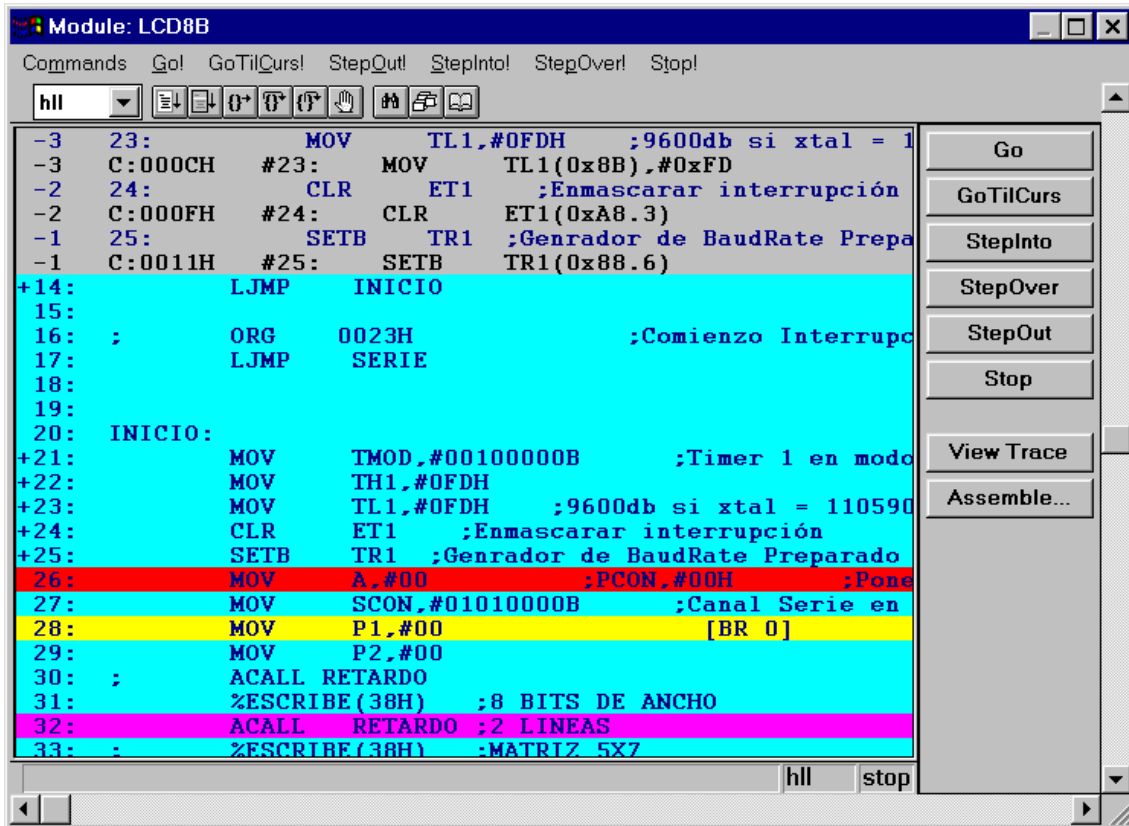 Module: LCD8B
Commands Go! GoTilCurs! StepOut! StepInto! StepOver! Stop!
hll
-3 23: MOV TL1,#0FDH ;9600db si xtal = 1
-3 C:000CH #23: MOV TL1(0x8B),#0xFD
-2 24: CLR ET1 ;Enmascarar interrupción
-2 C:000FH #24: CLR ET1(0xA8.3)
-1 25: SETB TR1 ;Genrador de BaudRate Prepa
-1 C:0011H #25: SETB TR1(0x88.6)
+14: LJMP INICIO
15:
16: ; ORG 0023H ;Comienzo Interrupc
17: LJMP SERIE
18:
19:
20: INICIO:
+21: MOV TMOD,#00100000B ;Timer 1 en modo
+22: MOV TH1,#0FDH
+23: MOV TL1,#0FDH ;9600db si xtal = 110590
+24: CLR ET1 ;Enmascarar interrupción
+25: SETB TR1 ;Genrador de BaudRate Preparado
26: MOV A,#00 ;PCON,#00H ;Pone
27: MOV SCON,#01010000B ;Canal Serie en
28: MOV P1,#00 [BR 0]
29: MOV P2,#00
30: ; ACALL RETARDO
31: %ESCRIBE(38H) ;8 BITS DE ANCHO
32: ACALL RETARDO ;2 LINEAS
33: ; %ESCRIBE(38H) ;MATRIZ 5X7
hll stop
Go
GoTilCurs
StepInto
StepOver
StepOut
Stop
View Trace
Assemble...